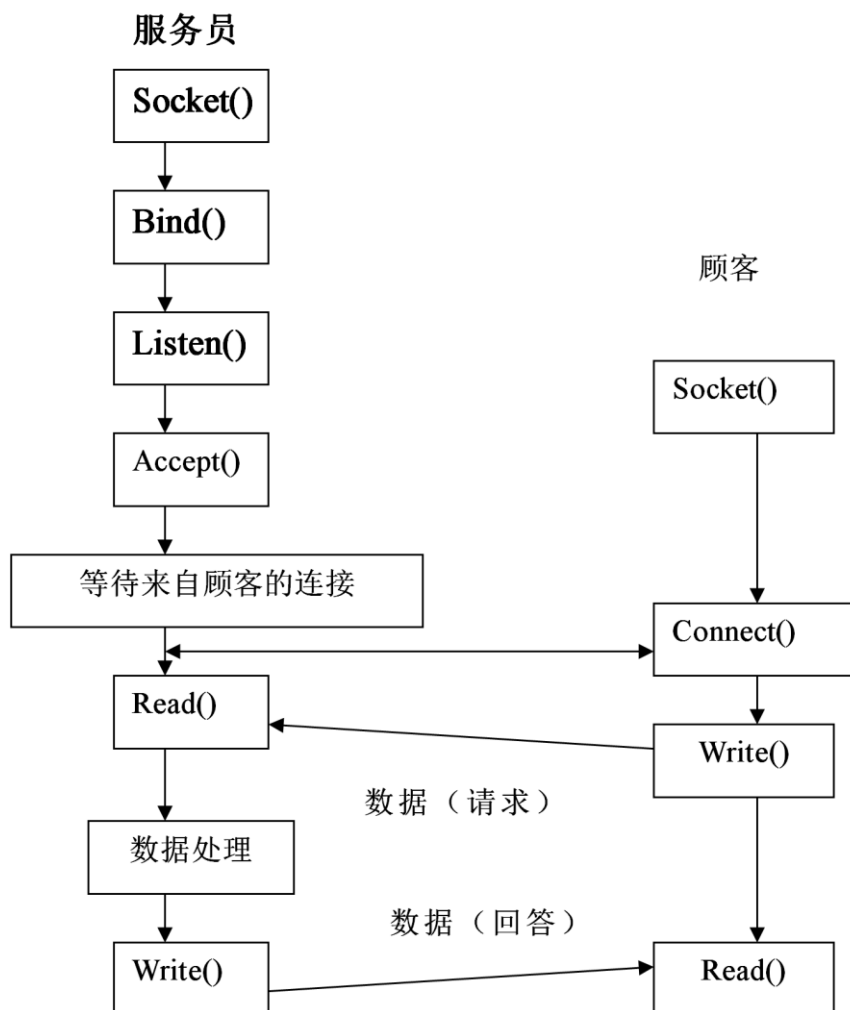 服务员
Socket()
Bind()
顾客
Listen()
Socket()
Accept()
等待来自顾客的连接
Connect()
Read()
Write()
数据（请求）
数据处理
数据（回答）
Write()
Read()